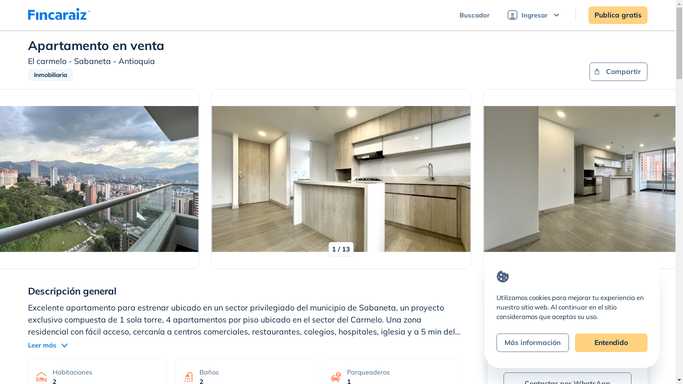 Fincaraiz
Buscador
Ingresar
Publica gratis
Apartamento en venta
El carmelo - Sabaneta - Antioquia
Inmobiliaria
Compartir
1 / 13
Descripción general
Excelente apartamento para estrenar ubicado en un sector privilegiado del municipio de Sabaneta, un proyecto
exclusivo compuesto de 1 sola torre, 4 apartamentos por piso ubicado en el sector del Carmelo. Una zona
residencial con fácil acceso, cercanía a centros comerciales, restaurantes, colegios, hospitales, iglesia y a 5 min del...
Leer más
Habitaciones
2
Baños
2
Parqueaderos
1
Utilizamos cookies para mejorar tu experiencia en
nuestro sitio web. Al continuar en el sitio
consideramos que aceptas su uso.
Más información
Entendido
Contactar por WhatsApp